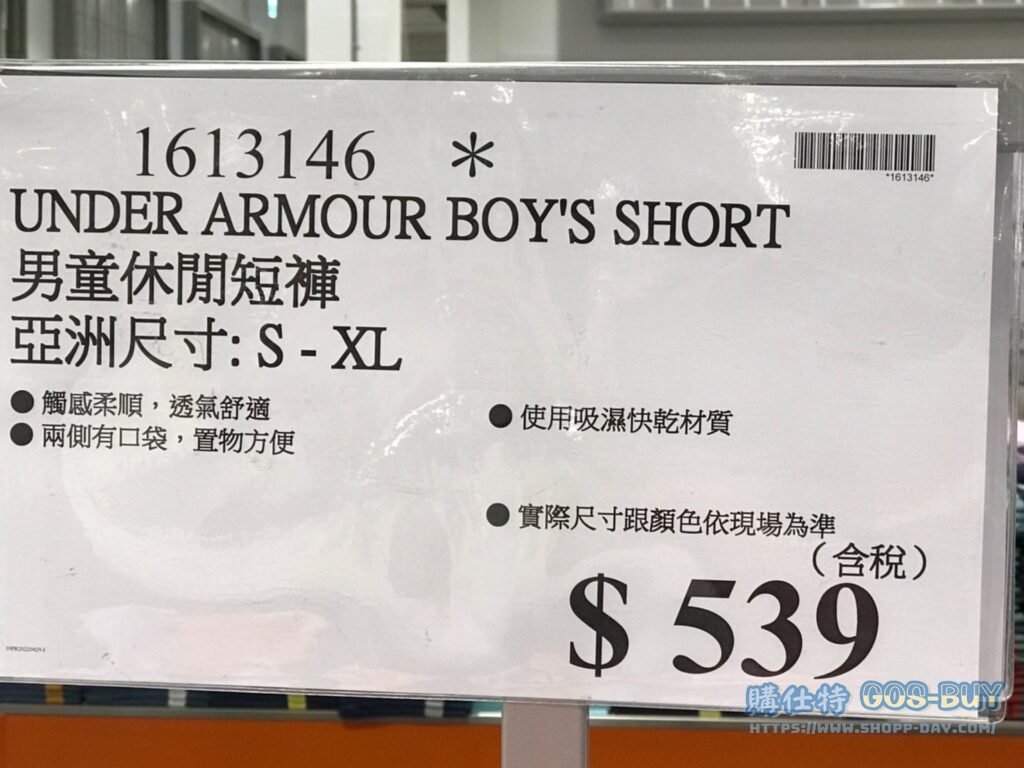 1613146 *
*1613146*
UNDER ARMOUR BOY'S SHORT
男童休閒短褲
亞洲尺寸: S - XL
● 觸感柔順，透氣舒適
● 兩側有口袋，置物方便
● 使用吸濕快乾材質
● 實際尺寸跟顏色依現場為準
（含稅）
$ 539
購仕特 GOS-BUY
HTTPS://WWW.SHOPP-DAY.COM/